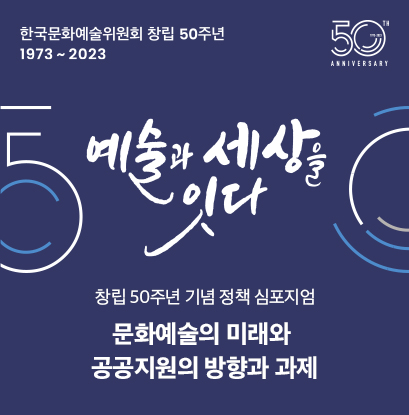 한국문화예술위원회 창립 50주년
1973 ~ 2023
50TH
ANNIVERSARY
5 0
예술과 세상을
잇다
창립 50주년 기념 정책 심포지엄
문화예술의 미래와
공공지원의 방향과 과제